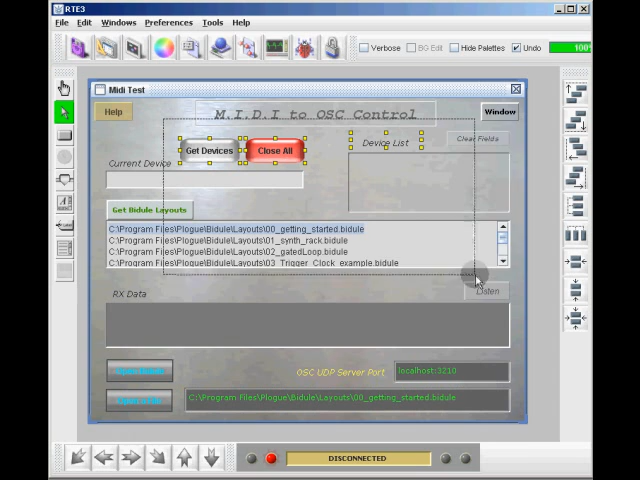 RTE3
File Edit Windows Preferences Tools Help
Verbose BG Edit Hide Palettes Undo 100%
Midi Test
Help M.I.D.I to OSC Control Window
Get Devices Close All Device List Clear Fields
Current Device
Get Bidule Layouts
C:\Program Files\Plogue\Bidule\Layouts\00_getting_started.bidule
C:\Program Files\Plogue\Bidule\Layouts\01_synth_rack.bidule
C:\Program Files\Plogue\Bidule\Layouts\02_gatedLoop.bidule
C:\Program Files\Plogue\Bidule\Layouts\03_Trigger_Clock_example.bidule
RX Data Listen
OSC UDP Server Port localhost:3210
C:\Program Files\Plogue\Bidule\Layouts\00_getting_started.bidule
DISCONNECTED